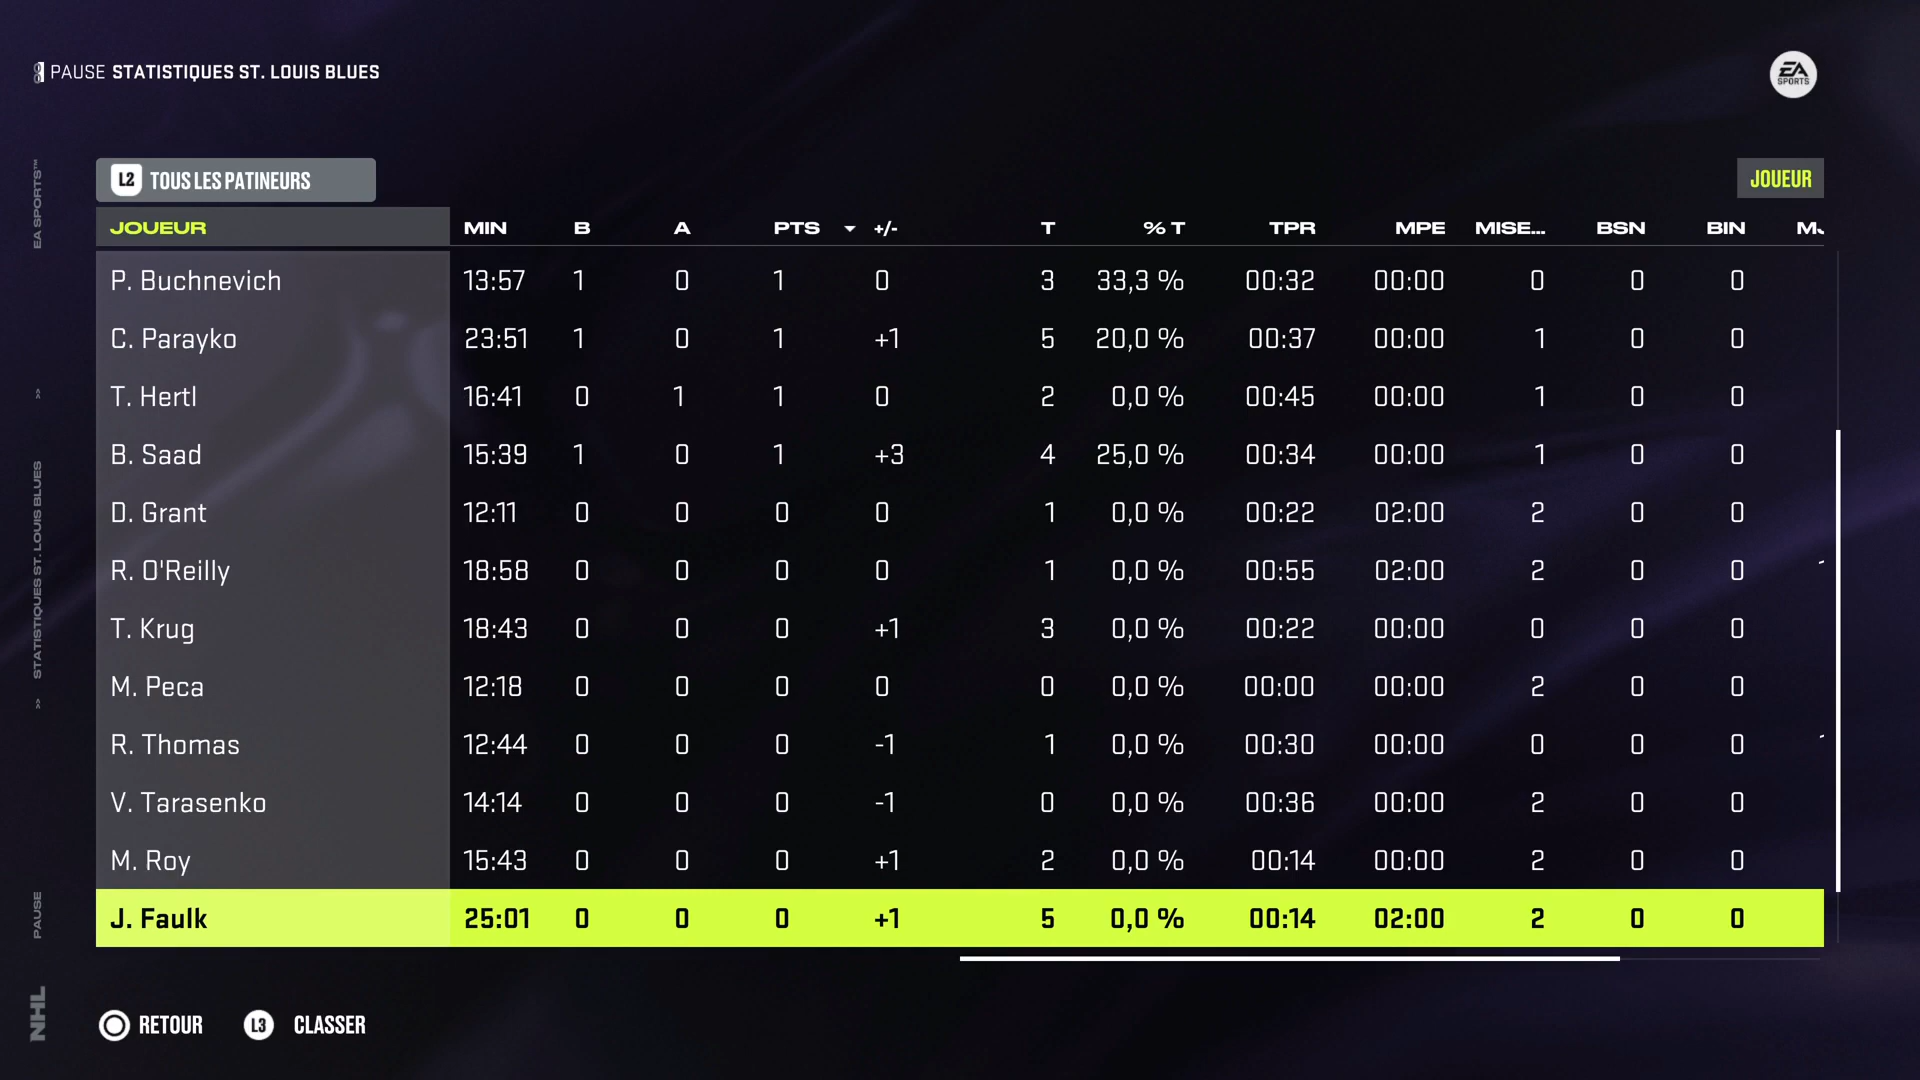 PAUSE STATISTIQUES ST. LOUIS BLUES
EA SPORTS
L2 TOUS LES PATINEURS
JOUEUR
JOUEUR MIN B A PTS +/- T % T TPR MPE MISE... BSN BIN
P. Buchnevich 13:57 1 0 1 0 3 33,3 % 00:32 00:00 0 0 0
C. Parayko 23:51 1 0 1 +1 5 20,0 % 00:37 00:00 1 0 0
T. Hertl 16:41 0 1 1 0 2 0,0 % 00:45 00:00 1 0 0
B. Saad 15:39 1 0 1 +3 4 25,0 % 00:34 00:00 1 0 0
D. Grant 12:11 0 0 0 0 1 0,0 % 00:22 02:00 2 0 0
R. O'Reilly 18:58 0 0 0 0 1 0,0 % 00:55 02:00 2 0 0
T. Krug 18:43 0 0 0 +1 3 0,0 % 00:22 00:00 0 0 0
M. Peca 12:18 0 0 0 0 0 0,0 % 00:00 00:00 2 0 0
R. Thomas 12:44 0 0 0 -1 1 0,0 % 00:30 00:00 0 0 0
V. Tarasenko 14:14 0 0 0 -1 0 0,0 % 00:36 00:00 2 0 0
M. Roy 15:43 0 0 0 +1 2 0,0 % 00:14 00:00 2 0 0
J. Faulk 25:01 0 0 0 +1 5 0,0 % 00:14 02:00 2 0 0
RETOUR L3 CLASSER
NHL PAUSE >> STATISTIQUES ST. LOUIS BLUES >> EA SPORTS™